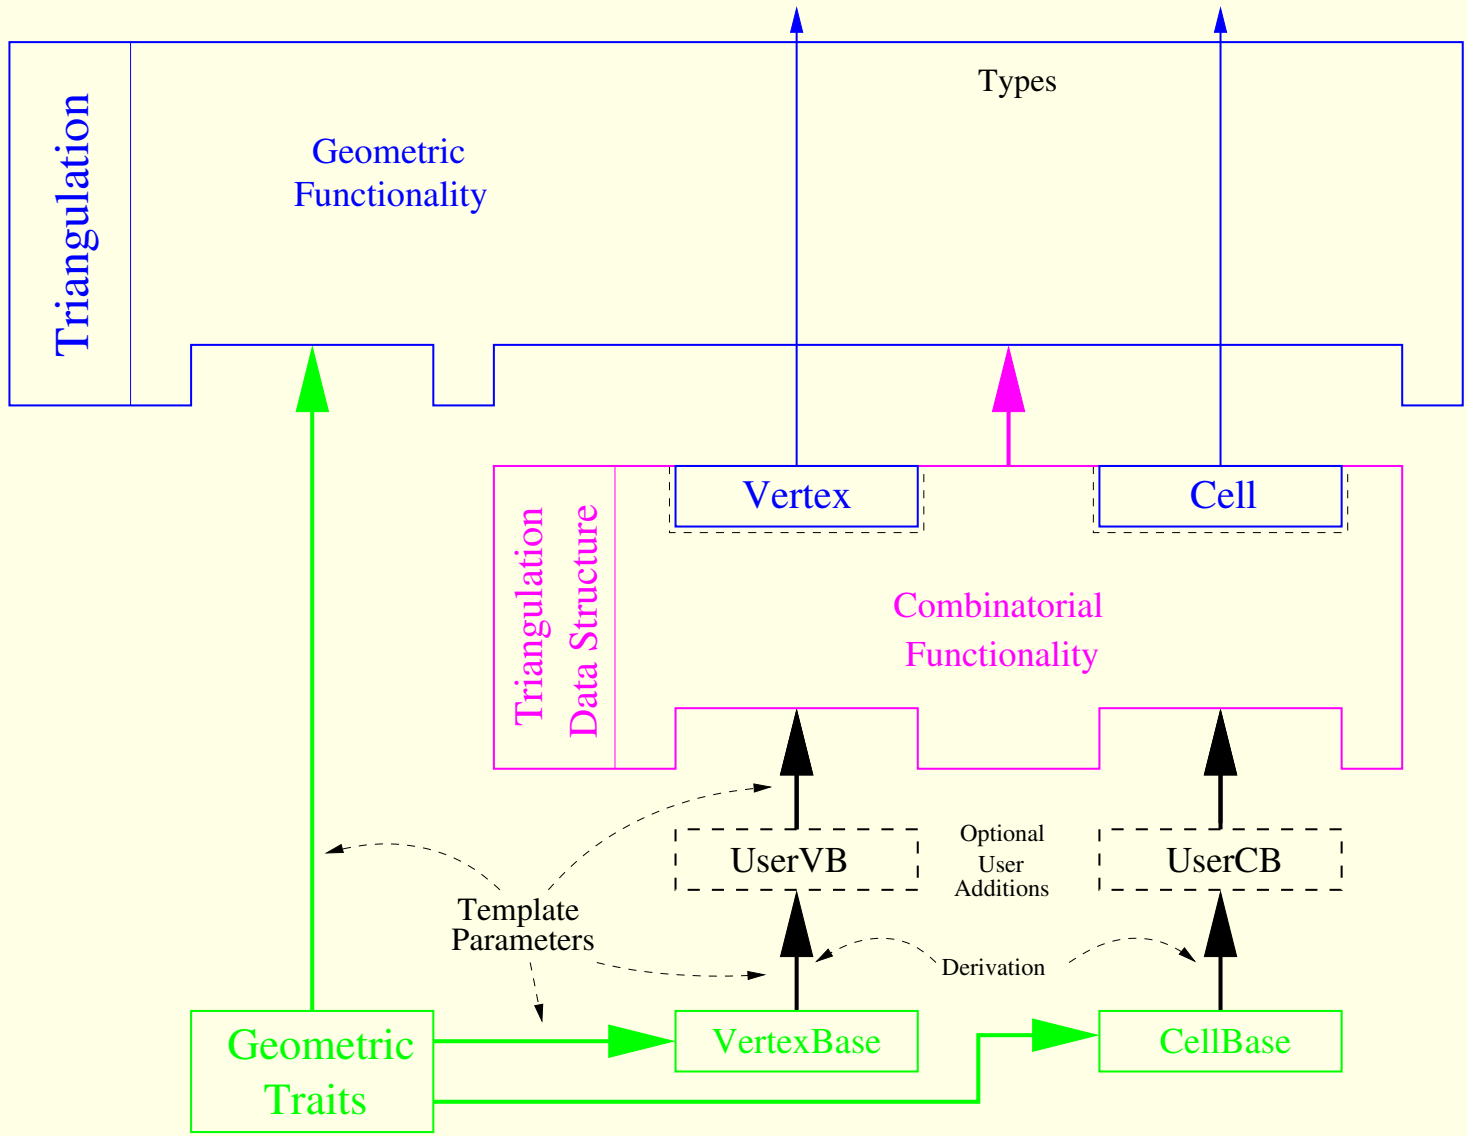 Types
Triangulation
Geometric
Functionality
Vertex
Cell
Triangulation
Data Structure
Combinatorial
Functionality
UserVB
Optional
User
Additions
UserCB
Template
Parameters
Derivation
Geometric
Traits
VertexBase
CellBase